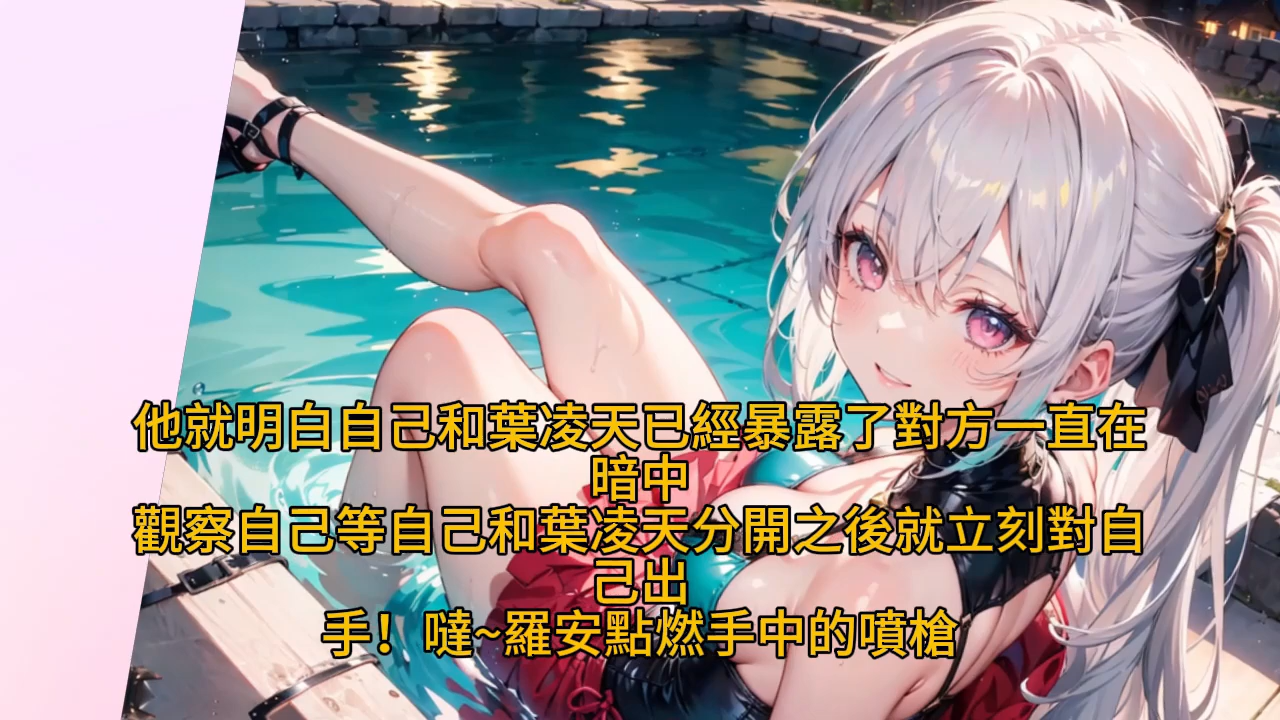 他就明白自己和葉凌天已經暴露了對方一直在
暗中
觀察自己等自己和葉凌天分開之後就立刻對自
己出
手！噠~羅安點燃手中的噴槍